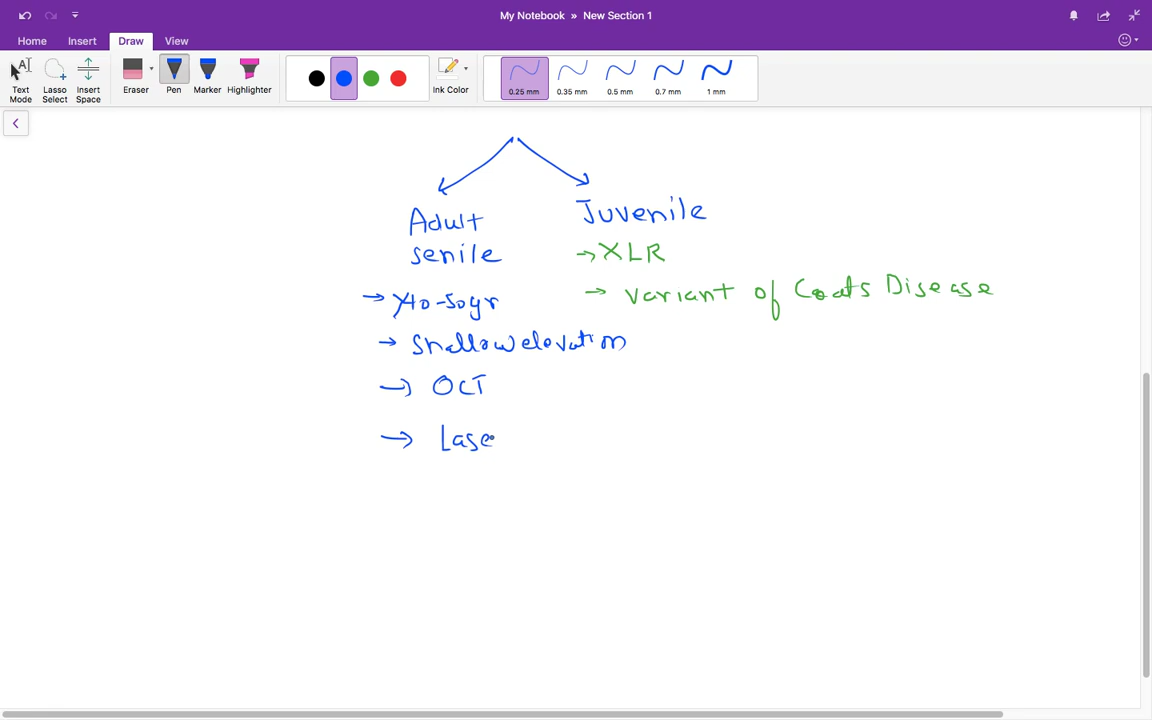 My Notebook » New Section 1
Home Insert Draw View
Text Mode
Lasso Select
Insert Space
Eraser
Pen
Marker
Highlighter
Ink Color
0.25 mm
0.35 mm
0.5 mm
0.7 mm
1 mm
Adult
senile
Juvenile
→ XLR
→ Variant of Coats Disease
→ 40-50yr
→ Shallow elevation
→ OCT
→ Lase